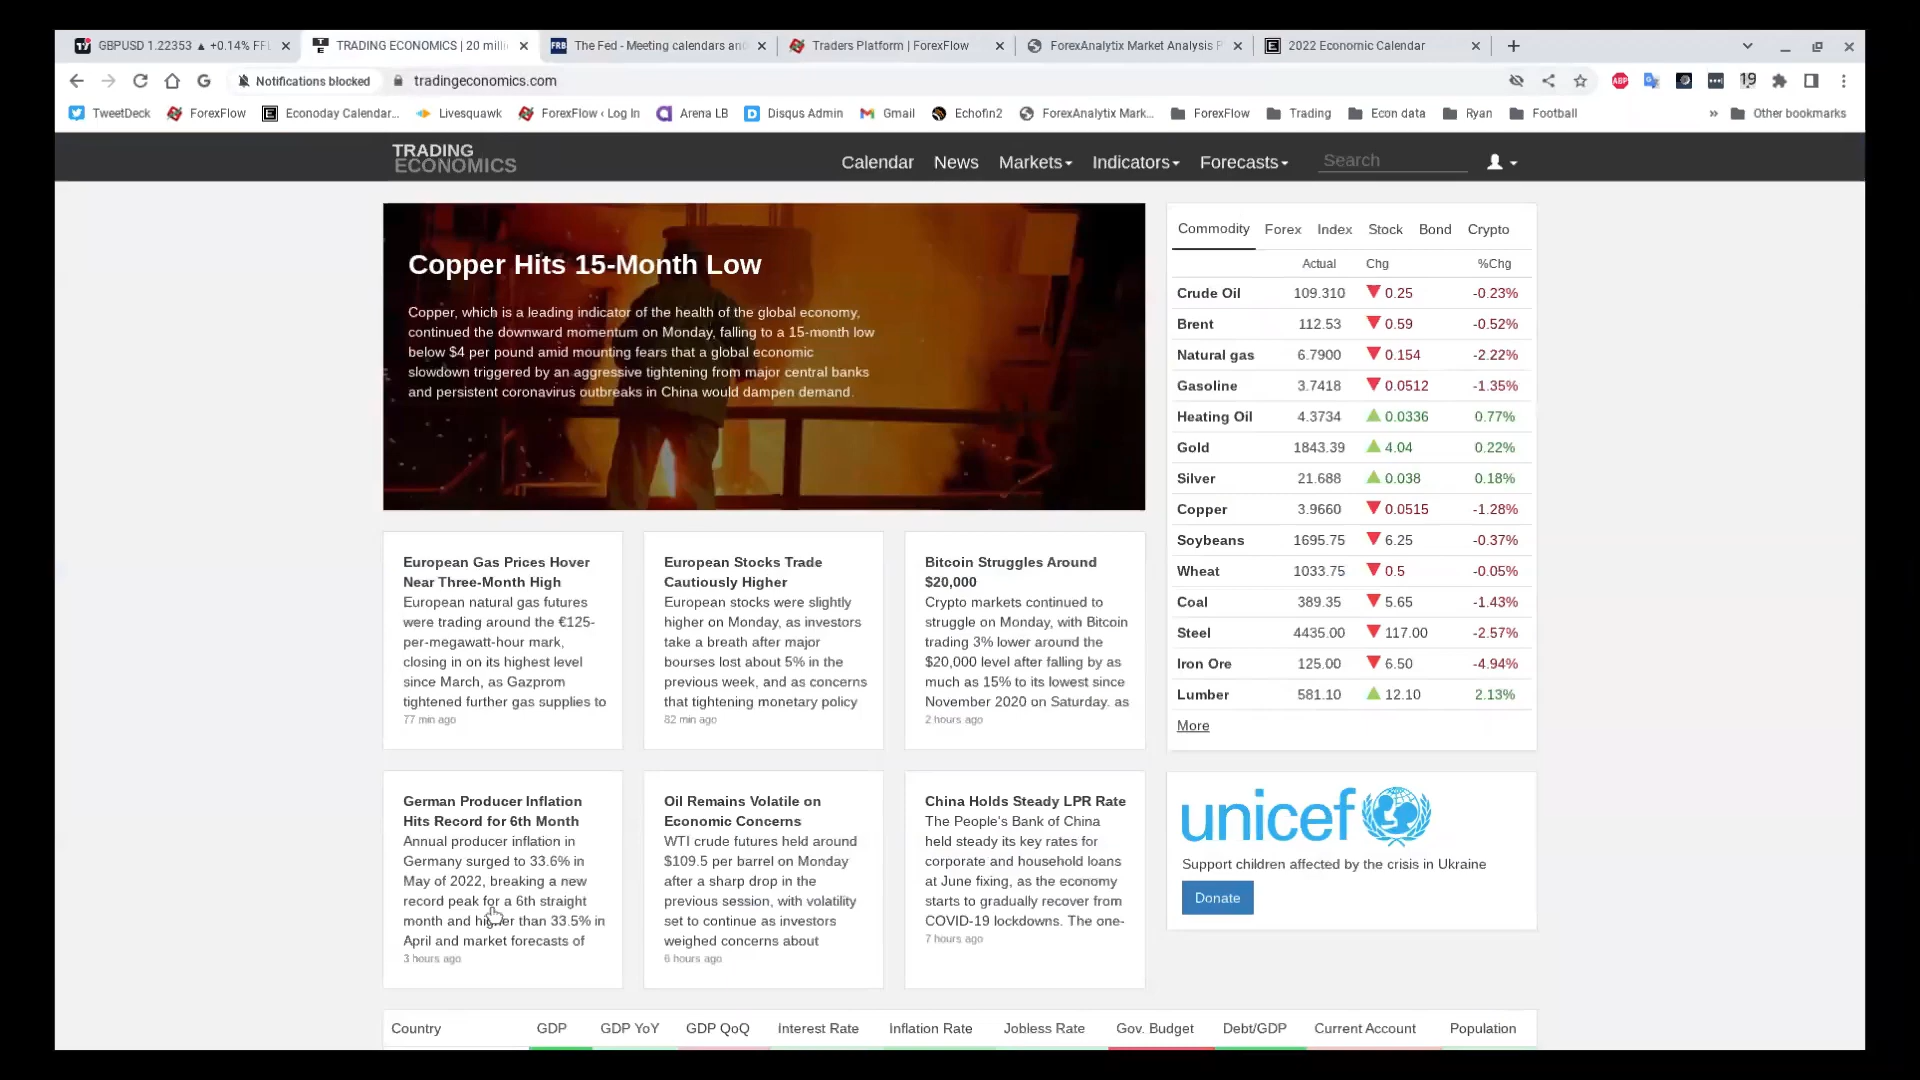 GBPUSD 1.22353 ▲ +0.14% FFL
TRADING ECONOMICS | 20 milli
The Fed - Meeting calendars and
Traders Platform | ForexFlow
ForexAnalytix Market Analysis P
2022 Economic Calendar
Notifications blocked
tradingeconomics.com
ABP
19
TweetDeck
ForexFlow
Econoday Calendar...
Livesquawk
ForexFlow ‹ Log In
Arena LB
Disqus Admin
Gmail
Echofin2
ForexAnalytix Mark...
ForexFlow
Trading
Econ data
Ryan
Football
»
Other bookmarks
TRADING
ECONOMICS
Calendar News Markets Indicators Forecasts Search
Copper Hits 15-Month Low
Copper, which is a leading indicator of the health of the global economy,
continued the downward momentum on Monday, falling to a 15-month low
below $4 per pound amid mounting fears that a global economic
slowdown triggered by an aggressive tightening from major central banks
and persistent coronavirus outbreaks in China would dampen demand.
Commodity Forex Index Stock Bond Crypto
Actual Chg %Chg
Crude Oil 109.310 ▼ 0.25 -0.23%
Brent 112.53 ▼ 0.59 -0.52%
Natural gas 6.7900 ▼ 0.154 -2.22%
Gasoline 3.7418 ▼ 0.0512 -1.35%
Heating Oil 4.3734 ▲ 0.0336 0.77%
Gold 1843.39 ▲ 4.04 0.22%
Silver 21.688 ▲ 0.038 0.18%
Copper 3.9660 ▼ 0.0515 -1.28%
Soybeans 1695.75 ▼ 6.25 -0.37%
Wheat 1033.75 ▼ 0.5 -0.05%
Coal 389.35 ▼ 5.65 -1.43%
Steel 4435.00 ▼ 117.00 -2.57%
Iron Ore 125.00 ▼ 6.50 -4.94%
Lumber 581.10 ▲ 12.10 2.13%
More
European Gas Prices Hover
Near Three-Month High
European natural gas futures
were trading around the €125-
per-megawatt-hour mark,
closing in on its highest level
since March, as Gazprom
tightened further gas supplies to
77 min ago
European Stocks Trade
Cautiously Higher
European stocks were slightly
higher on Monday, as investors
take a breath after major
bourses lost about 5% in the
previous week, and as concerns
that tightening monetary policy
82 min ago
Bitcoin Struggles Around
$20,000
Crypto markets continued to
struggle on Monday, with Bitcoin
trading 3% lower around the
$20,000 level after falling by as
much as 15% to its lowest since
November 2020 on Saturday. as
2 hours ago
German Producer Inflation
Hits Record for 6th Month
Annual producer inflation in
Germany surged to 33.6% in
May of 2022, breaking a new
record peak for a 6th straight
month and higher than 33.5% in
April and market forecasts of
3 hours ago
Oil Remains Volatile on
Economic Concerns
WTI crude futures held around
$109.5 per barrel on Monday
after a sharp drop in the
previous session, with volatility
set to continue as investors
weighed concerns about
6 hours ago
China Holds Steady LPR Rate
The People's Bank of China
held steady its key rates for
corporate and household loans
at June fixing, as the economy
starts to gradually recover from
COVID-19 lockdowns. The one-
7 hours ago
unicef
Support children affected by the crisis in Ukraine
Donate
Country GDP GDP YoY GDP QoQ Interest Rate Inflation Rate Jobless Rate Gov. Budget Debt/GDP Current Account Population